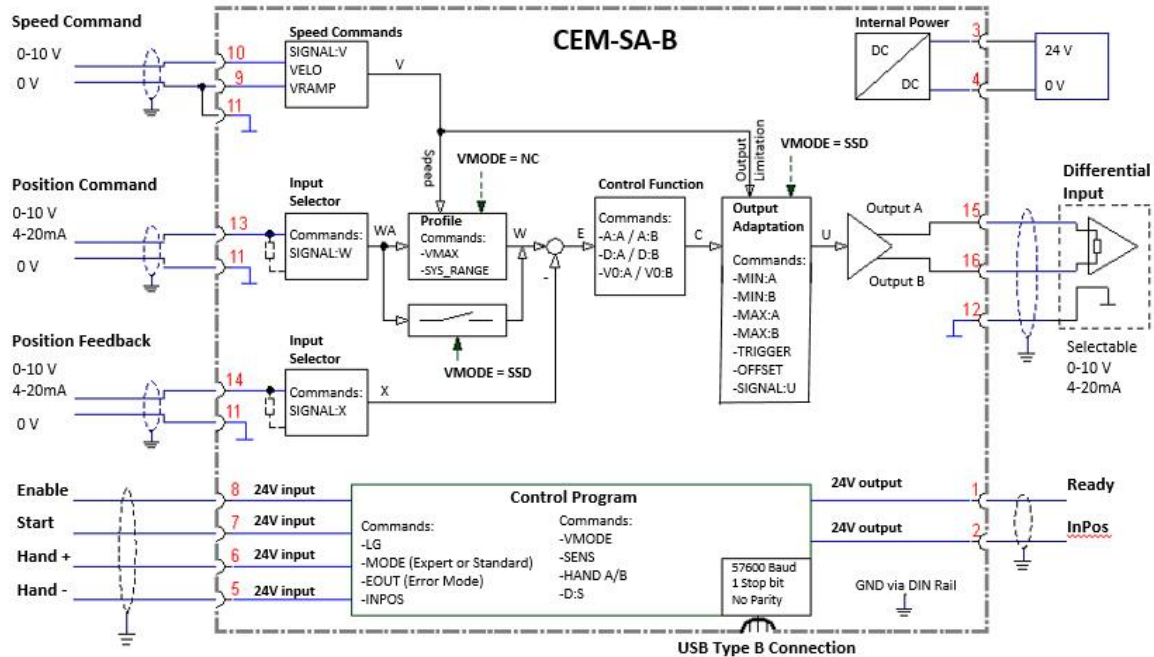 CEM-SA-B
Speed Command
0-10 V
0 V
10
9
11
Speed Commands
SIGNAL:V
VELO
VRAMP
V
Internal Power
DC
DC
3
4
24 V
0 V
Speed
VMODE = NC
Output
Limitation
VMODE = SSD
Position Command
0-10 V
4-20mA
0 V
13
11
Input
Selector
Commands:
SIGNAL:W
WA
Profile
Commands:
-VMAX
-SYS_RANGE
W
-
E
VMODE = SSD
Control Function
Commands:
-A:A / A:B
-D:A / D:B
-V0:A / V0:B
C
Output
Adaptation
Commands:
-MIN:A
-MIN:B
-MAX:A
-MAX:B
-TRIGGER
-OFFSET
-SIGNAL:U
U
Output A
Output B
15
16
12
Differential
Input
Selectable
0-10 V
4-20mA
Position Feedback
0-10 V
4-20mA
0 V
14
11
Input
Selector
Commands:
SIGNAL:X
X
Enable
Start
Hand +
Hand -
8
7
6
5
24V input
24V input
24V input
24V input
Control Program
Commands:
-LG
-MODE (Expert or Standard)
-EOUT (Error Mode)
-INPOS
Commands:
-VMODE
-SENS
-HAND A/B
-D:S
57600 Baud
1 Stop bit
No Parity
24V output
24V output
1
2
Ready
InPos
GND via DIN Rail
USB Type B Connection